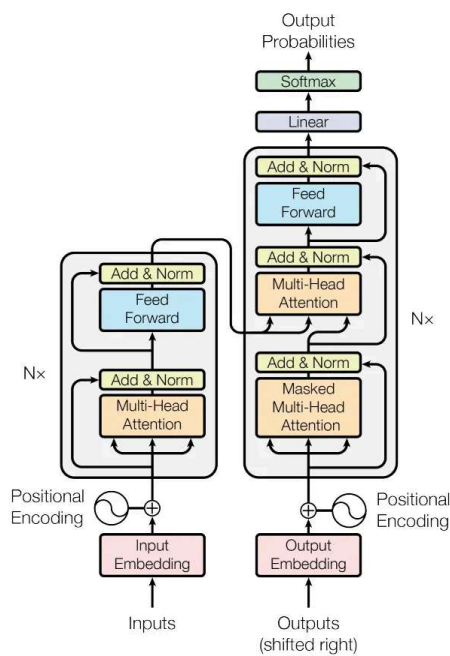 Output
Probabilities
Softmax
Linear
Add & Norm
Feed
Forward
Add & Norm
Multi-Head
Attention
Add & Norm
Masked
Multi-Head
Attention
N×
Add & Norm
Feed
Forward
Add & Norm
Multi-Head
Attention
N×
Positional
Encoding
Positional
Encoding
Input
Embedding
Output
Embedding
Inputs
Outputs
(shifted right)